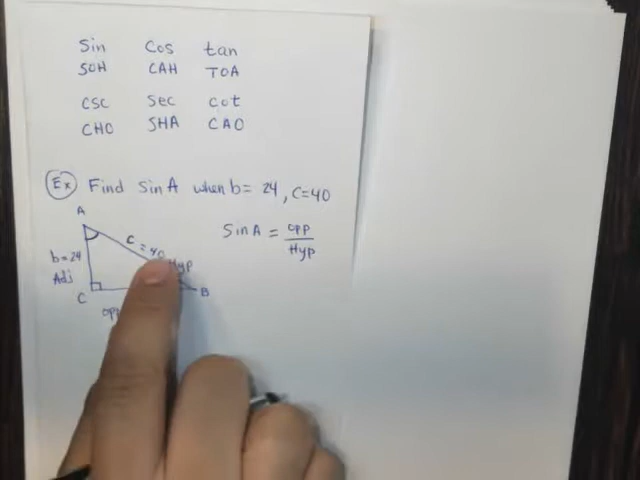 Sin Cos tan
SOH CAH TOA
CSC Sec Cot
CHO SHA CAO
Ex Find Sin A when b= 24, C=40
A
C = 40
Sin A = opp
Hyp
b=24
Hyp
Adj
C
B
opp